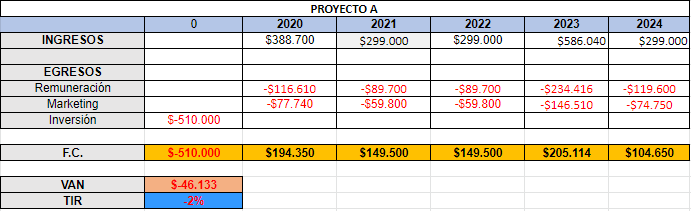 PROYECTO A
0 2020 2021 2022 2023 2024
INGRESOS $388.700 $299.000 $299.000 $586.040 $299.000
EGRESOS
Remuneración -$116.610 -$89.700 -$89.700 -$234.416 -$119.600
Marketing -$77.740 -$59.800 -$59.800 -$146.510 -$74.750
Inversión $-510.000
F.C. $-510.000 $194.350 $149.500 $149.500 $205.114 $104.650
VAN $-46.133
TIR -2%